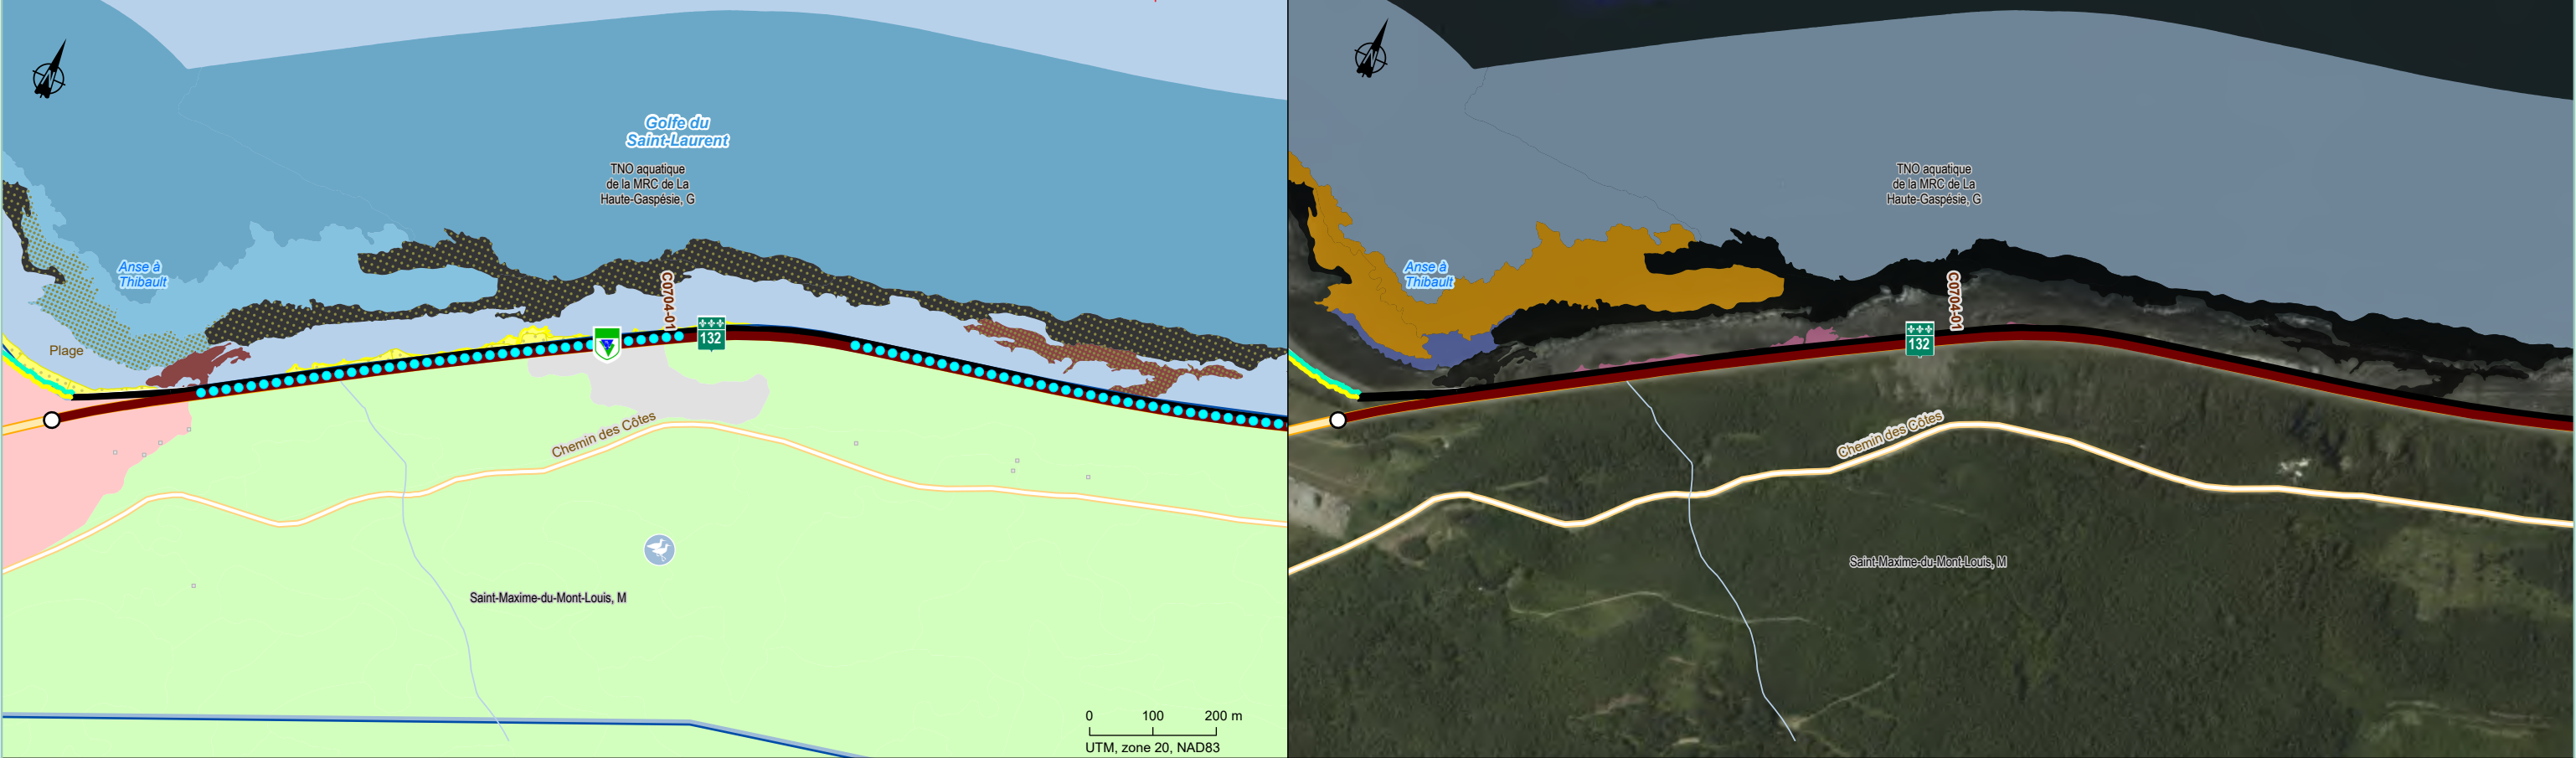 Golfe du
Saint-Laurent
TNO aquatique
de la MRC de La
Haute-Gaspésie, G
Anse à
Thibault
C0704-01
132
Plage
Chemin des Côtes
Saint-Maxime-du-Mont-Louis, M
0 100 200 m
UTM, zone 20, NAD83
TNO aquatique
de la MRC de La
Haute-Gaspésie, G
Anse à
Thibault
C0704-01
132
Chemin des Côtes
Saint-Maxime-du-Mont-Louis, M